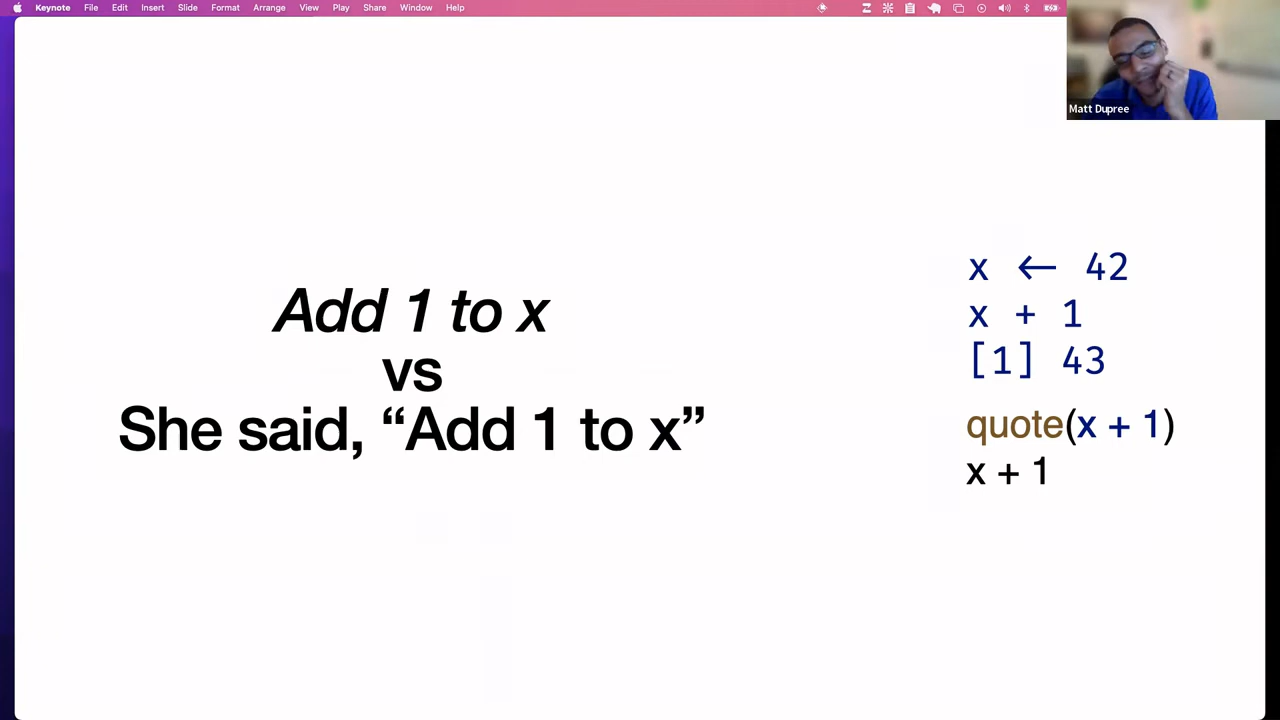 Keynote File Edit Insert Slide Format Arrange View Play Share Window Help
Matt Dupree
Add 1 to x
vs
She said, “Add 1 to x”
x ← 42
x + 1
[1] 43
quote(x + 1)
x + 1